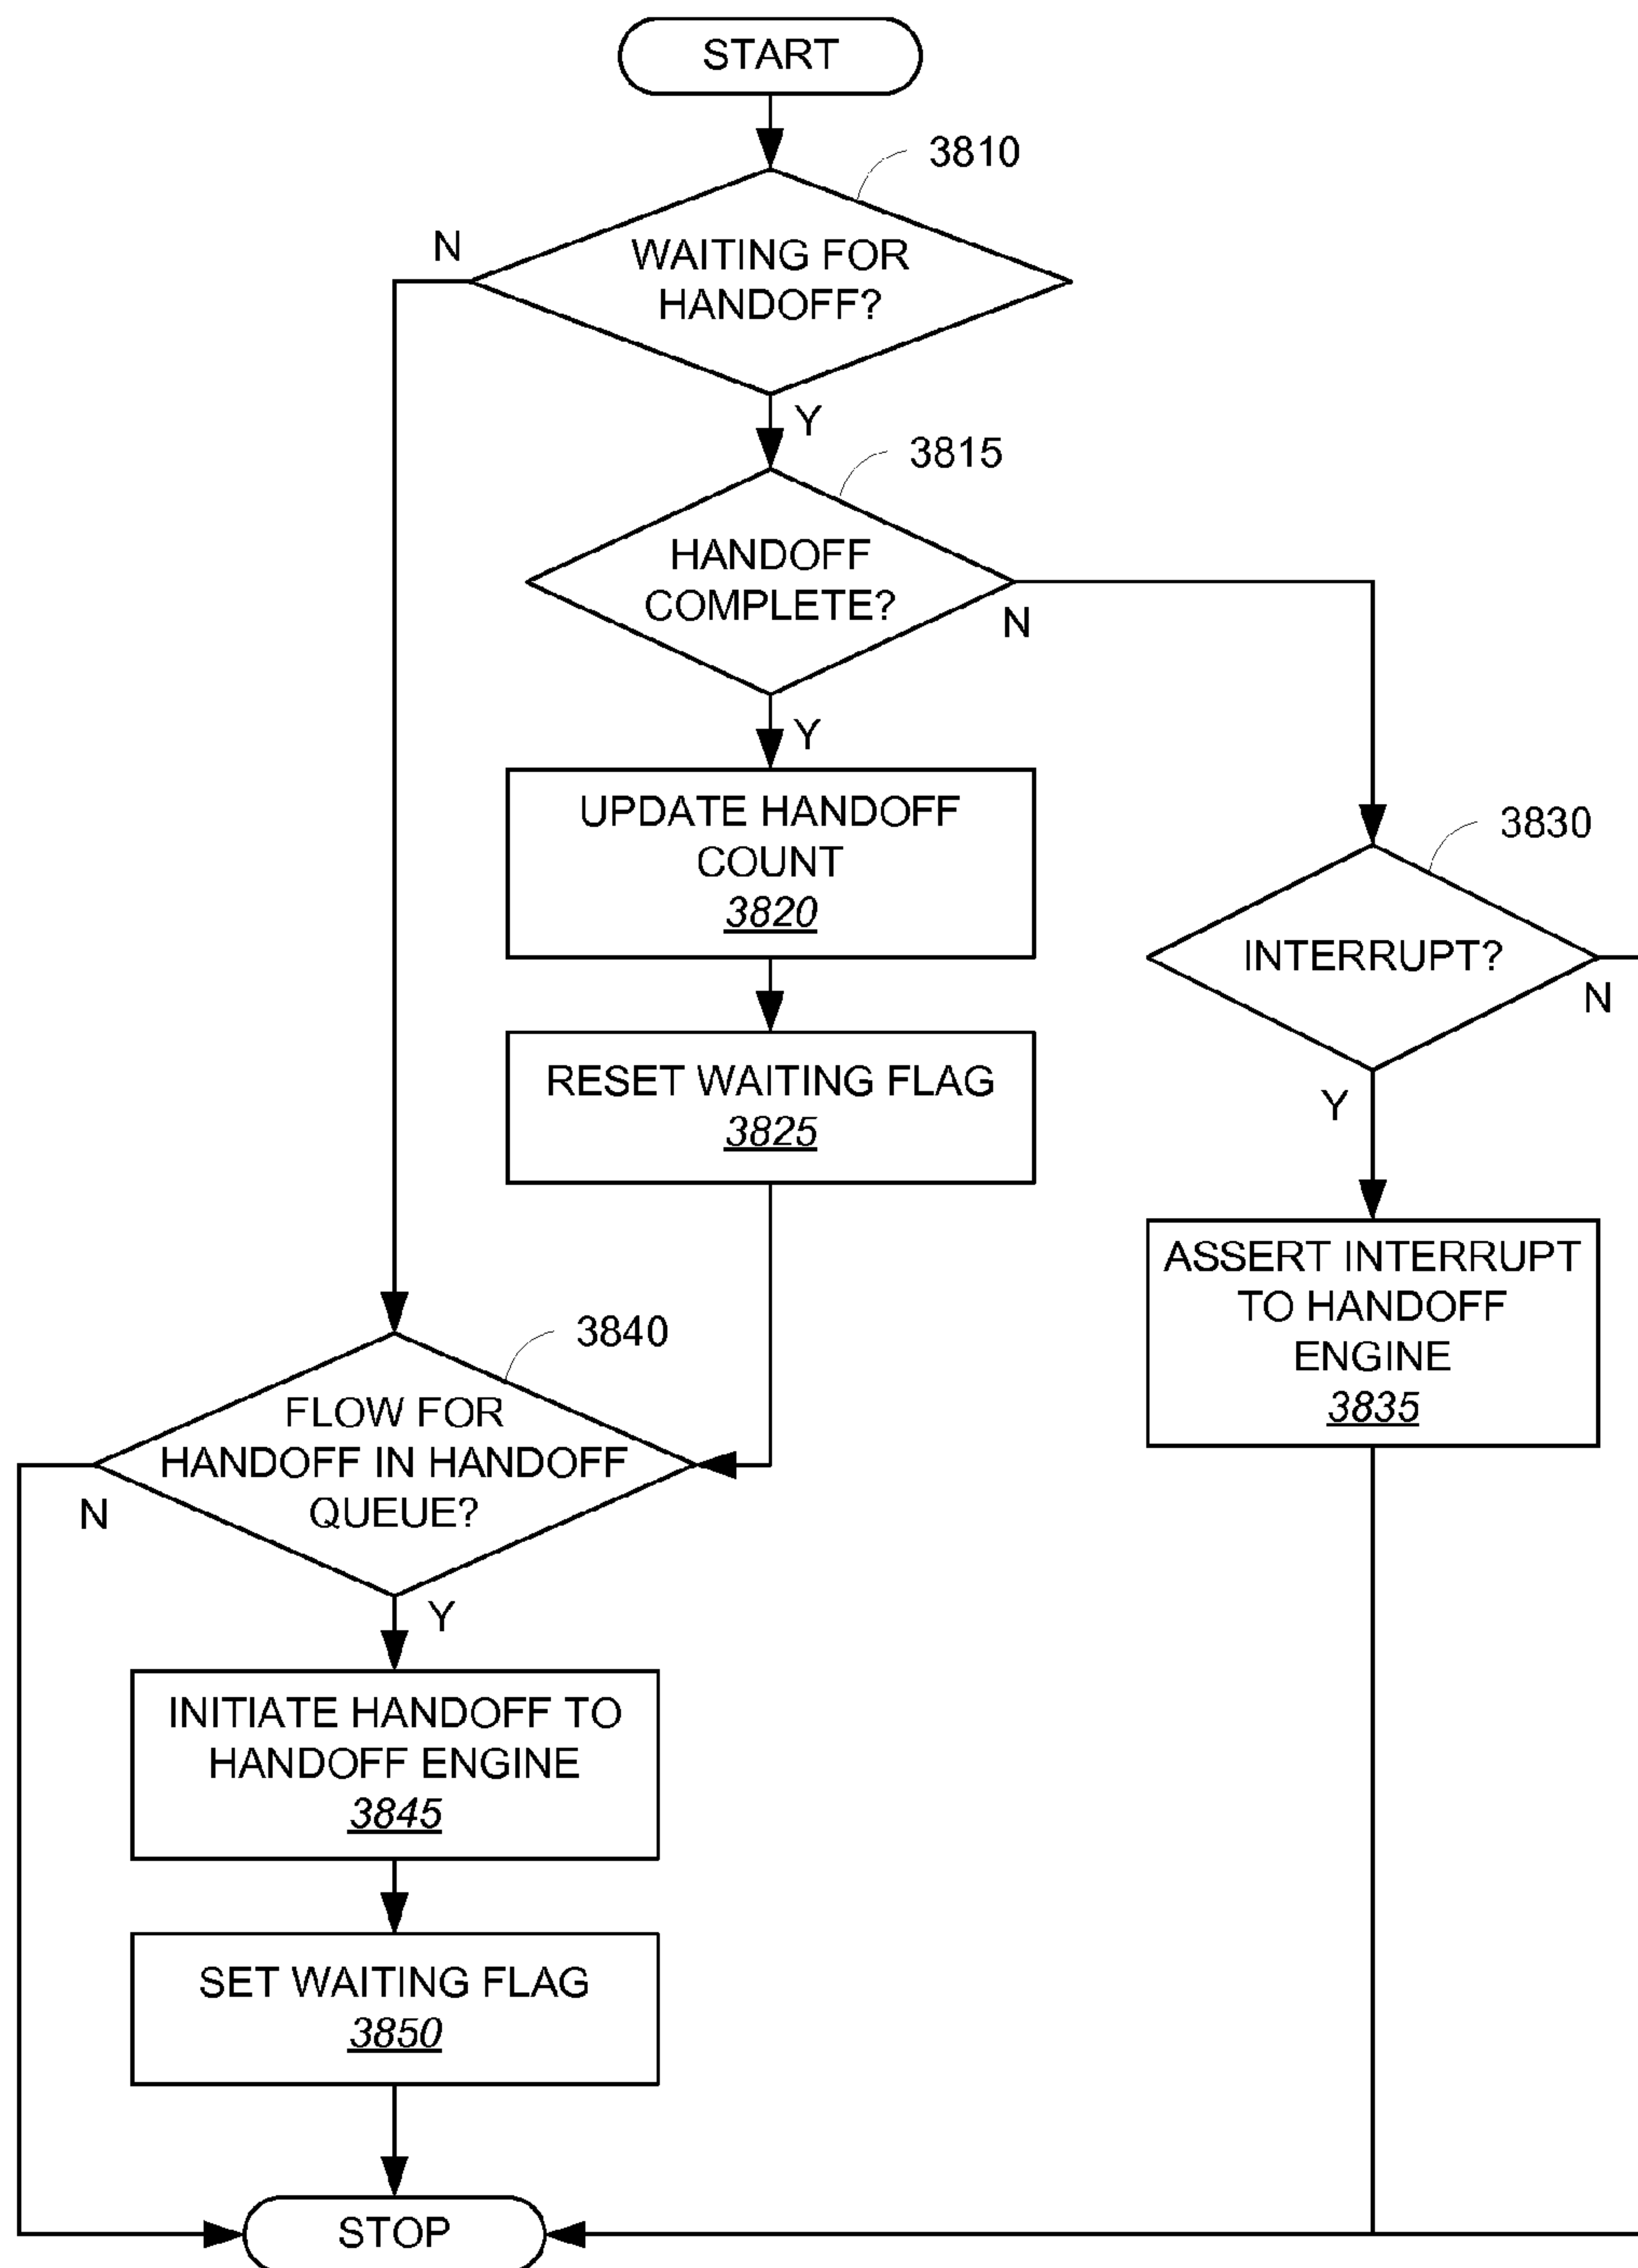 START
3810
N
WAITING FOR
HANDOFF?
Y
3815
HANDOFF
COMPLETE?
N
Y
UPDATE HANDOFF
COUNT
3820
3830
INTERRUPT?
N
RESET WAITING FLAG
3825
Y
ASSERT INTERRUPT
TO HANDOFF
ENGINE
3835
3840
FLOW FOR
HANDOFF IN HANDOFF
QUEUE?
N
Y
INITIATE HANDOFF TO
HANDOFF ENGINE
3845
SET WAITING FLAG
3850
STOP